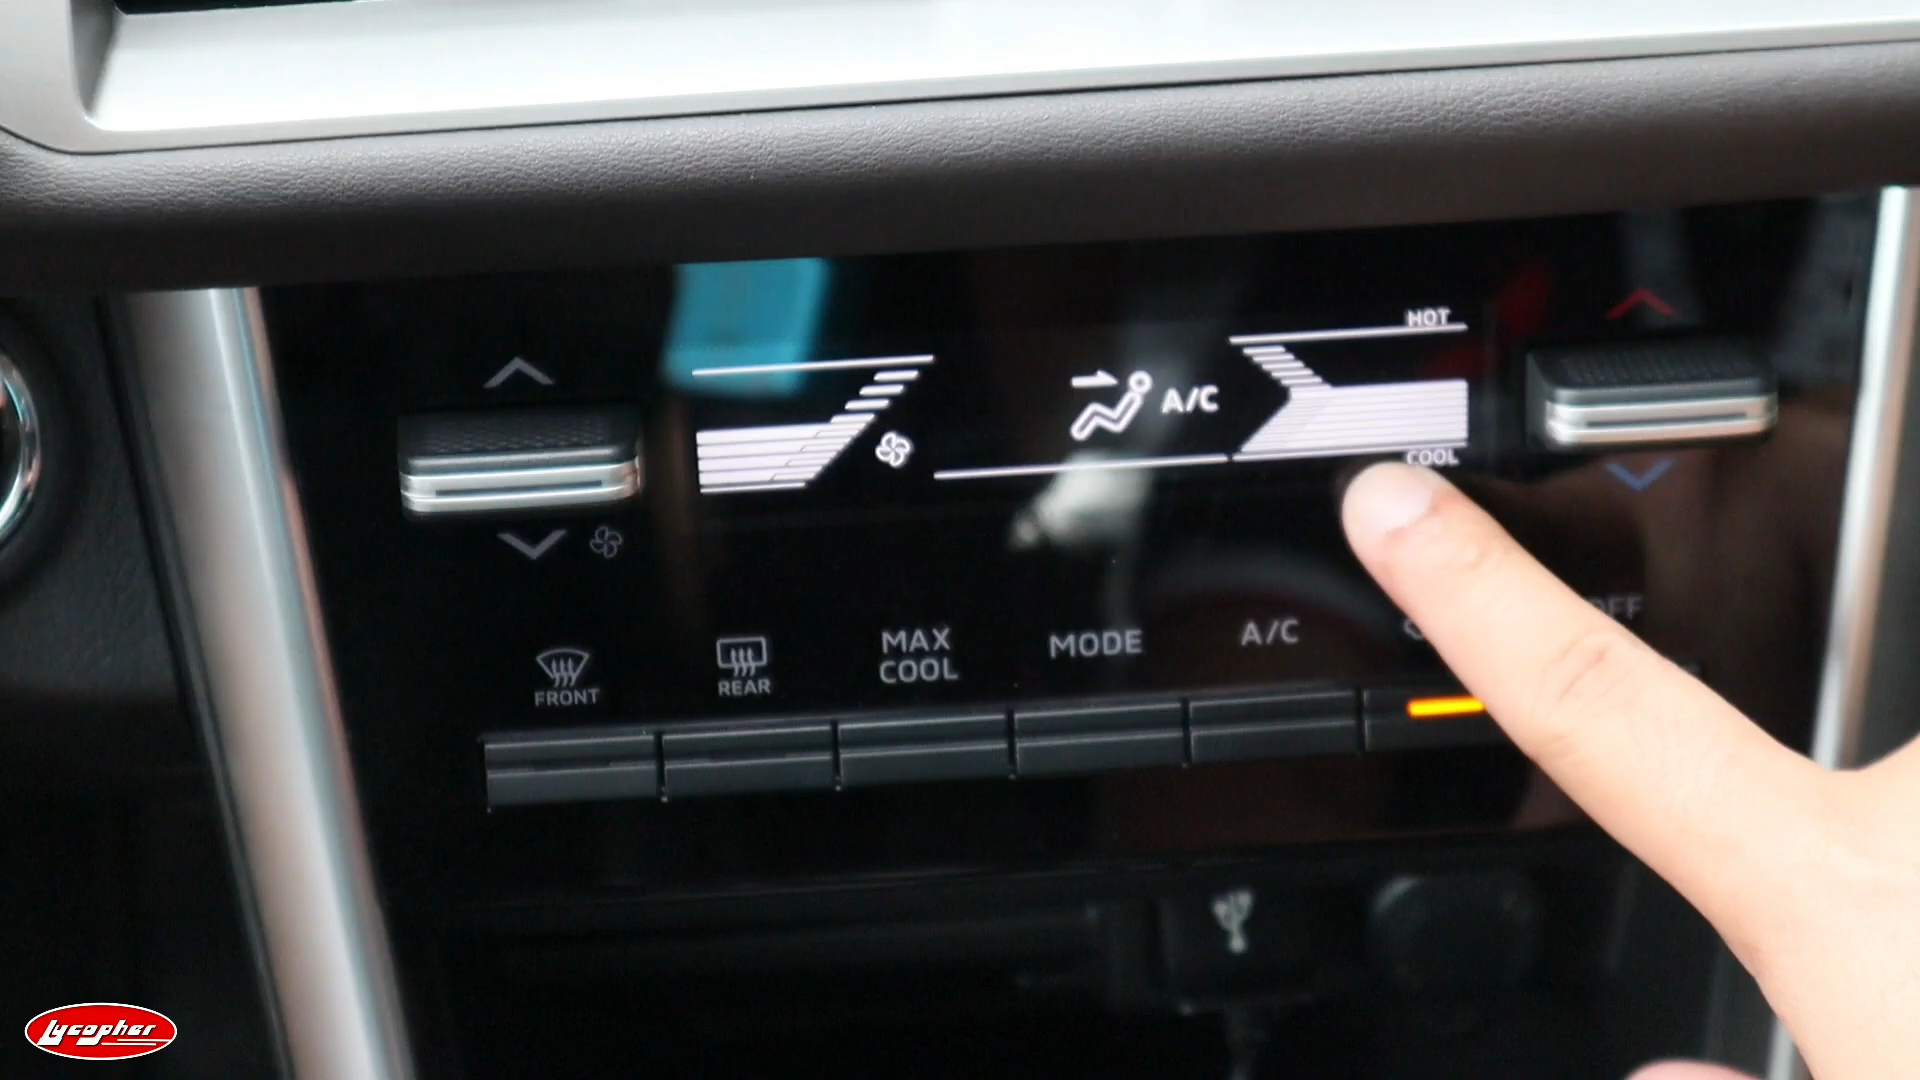 HOT
A/C
COOL
OFF
MAX
COOL
MODE
A/C
FRONT
REAR
Lycopher